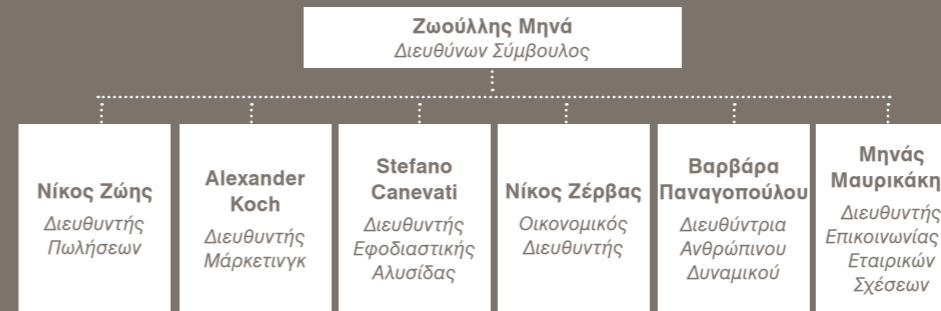 Ζωούλλης Μηνά
Διευθύνων Σύμβουλος
Νίκος Ζώης
Διευθυντής
Πωλήσεων
Alexander
Koch
Διευθυντής
Μάρκετινγκ
Stefano
Canevati
Διευθυντής
Εφοδιαστικής
Αλυσίδας
Νίκος Ζέρβας
Οικονομικός
Διευθυντής
Βαρβάρα
Παναγοπούλου
Διευθύντρια
Ανθρώπινου
Δυναμικού
Μηνάς
Μαυρικάκη
Διευθυντής
Επικοινωνίας
Εταιρικών
Σχέσεων